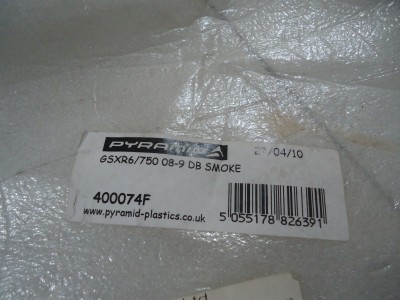 PYRAMID
GSXR6/750 08-9 DB SMOKE
400074F
www.pyramid-plastics.co.uk
5 055178 826391